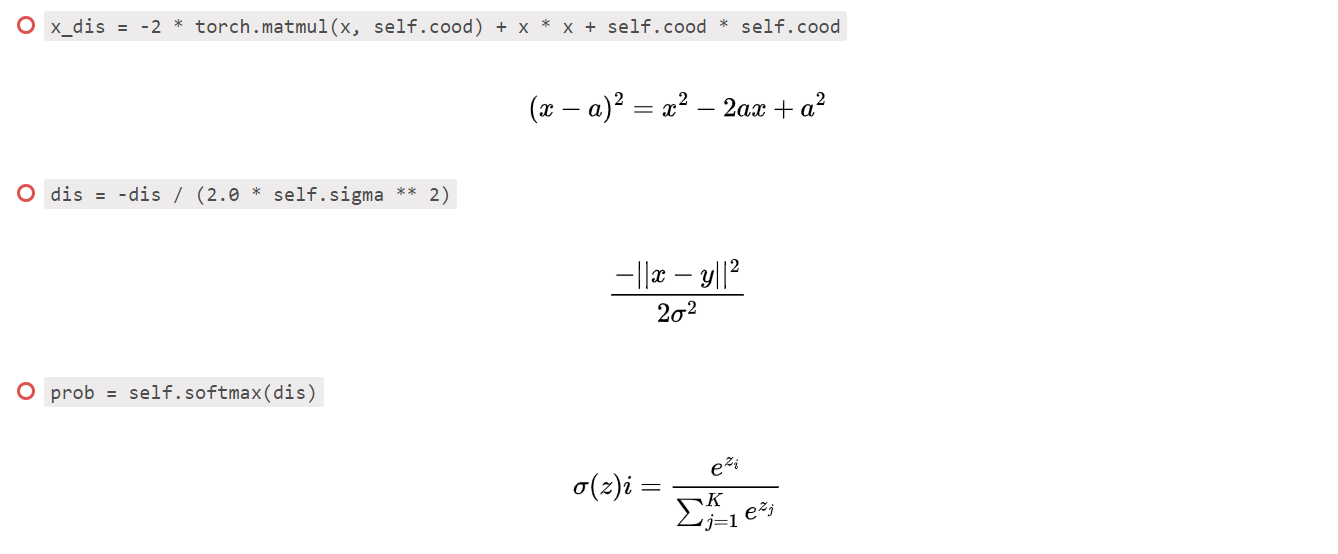 x_dis = -2 * torch.matmul(x, self.cood) + x * x + self.cood * self.cood
(x − a)² = x² − 2ax + a²
dis = -dis / (2.0 * self.sigma ** 2)
−||x − y||²
2σ²
prob = self.softmax(dis)
σ(z)i = e^{z_i} / ∑_{j=1}^{K} e^{z_j}